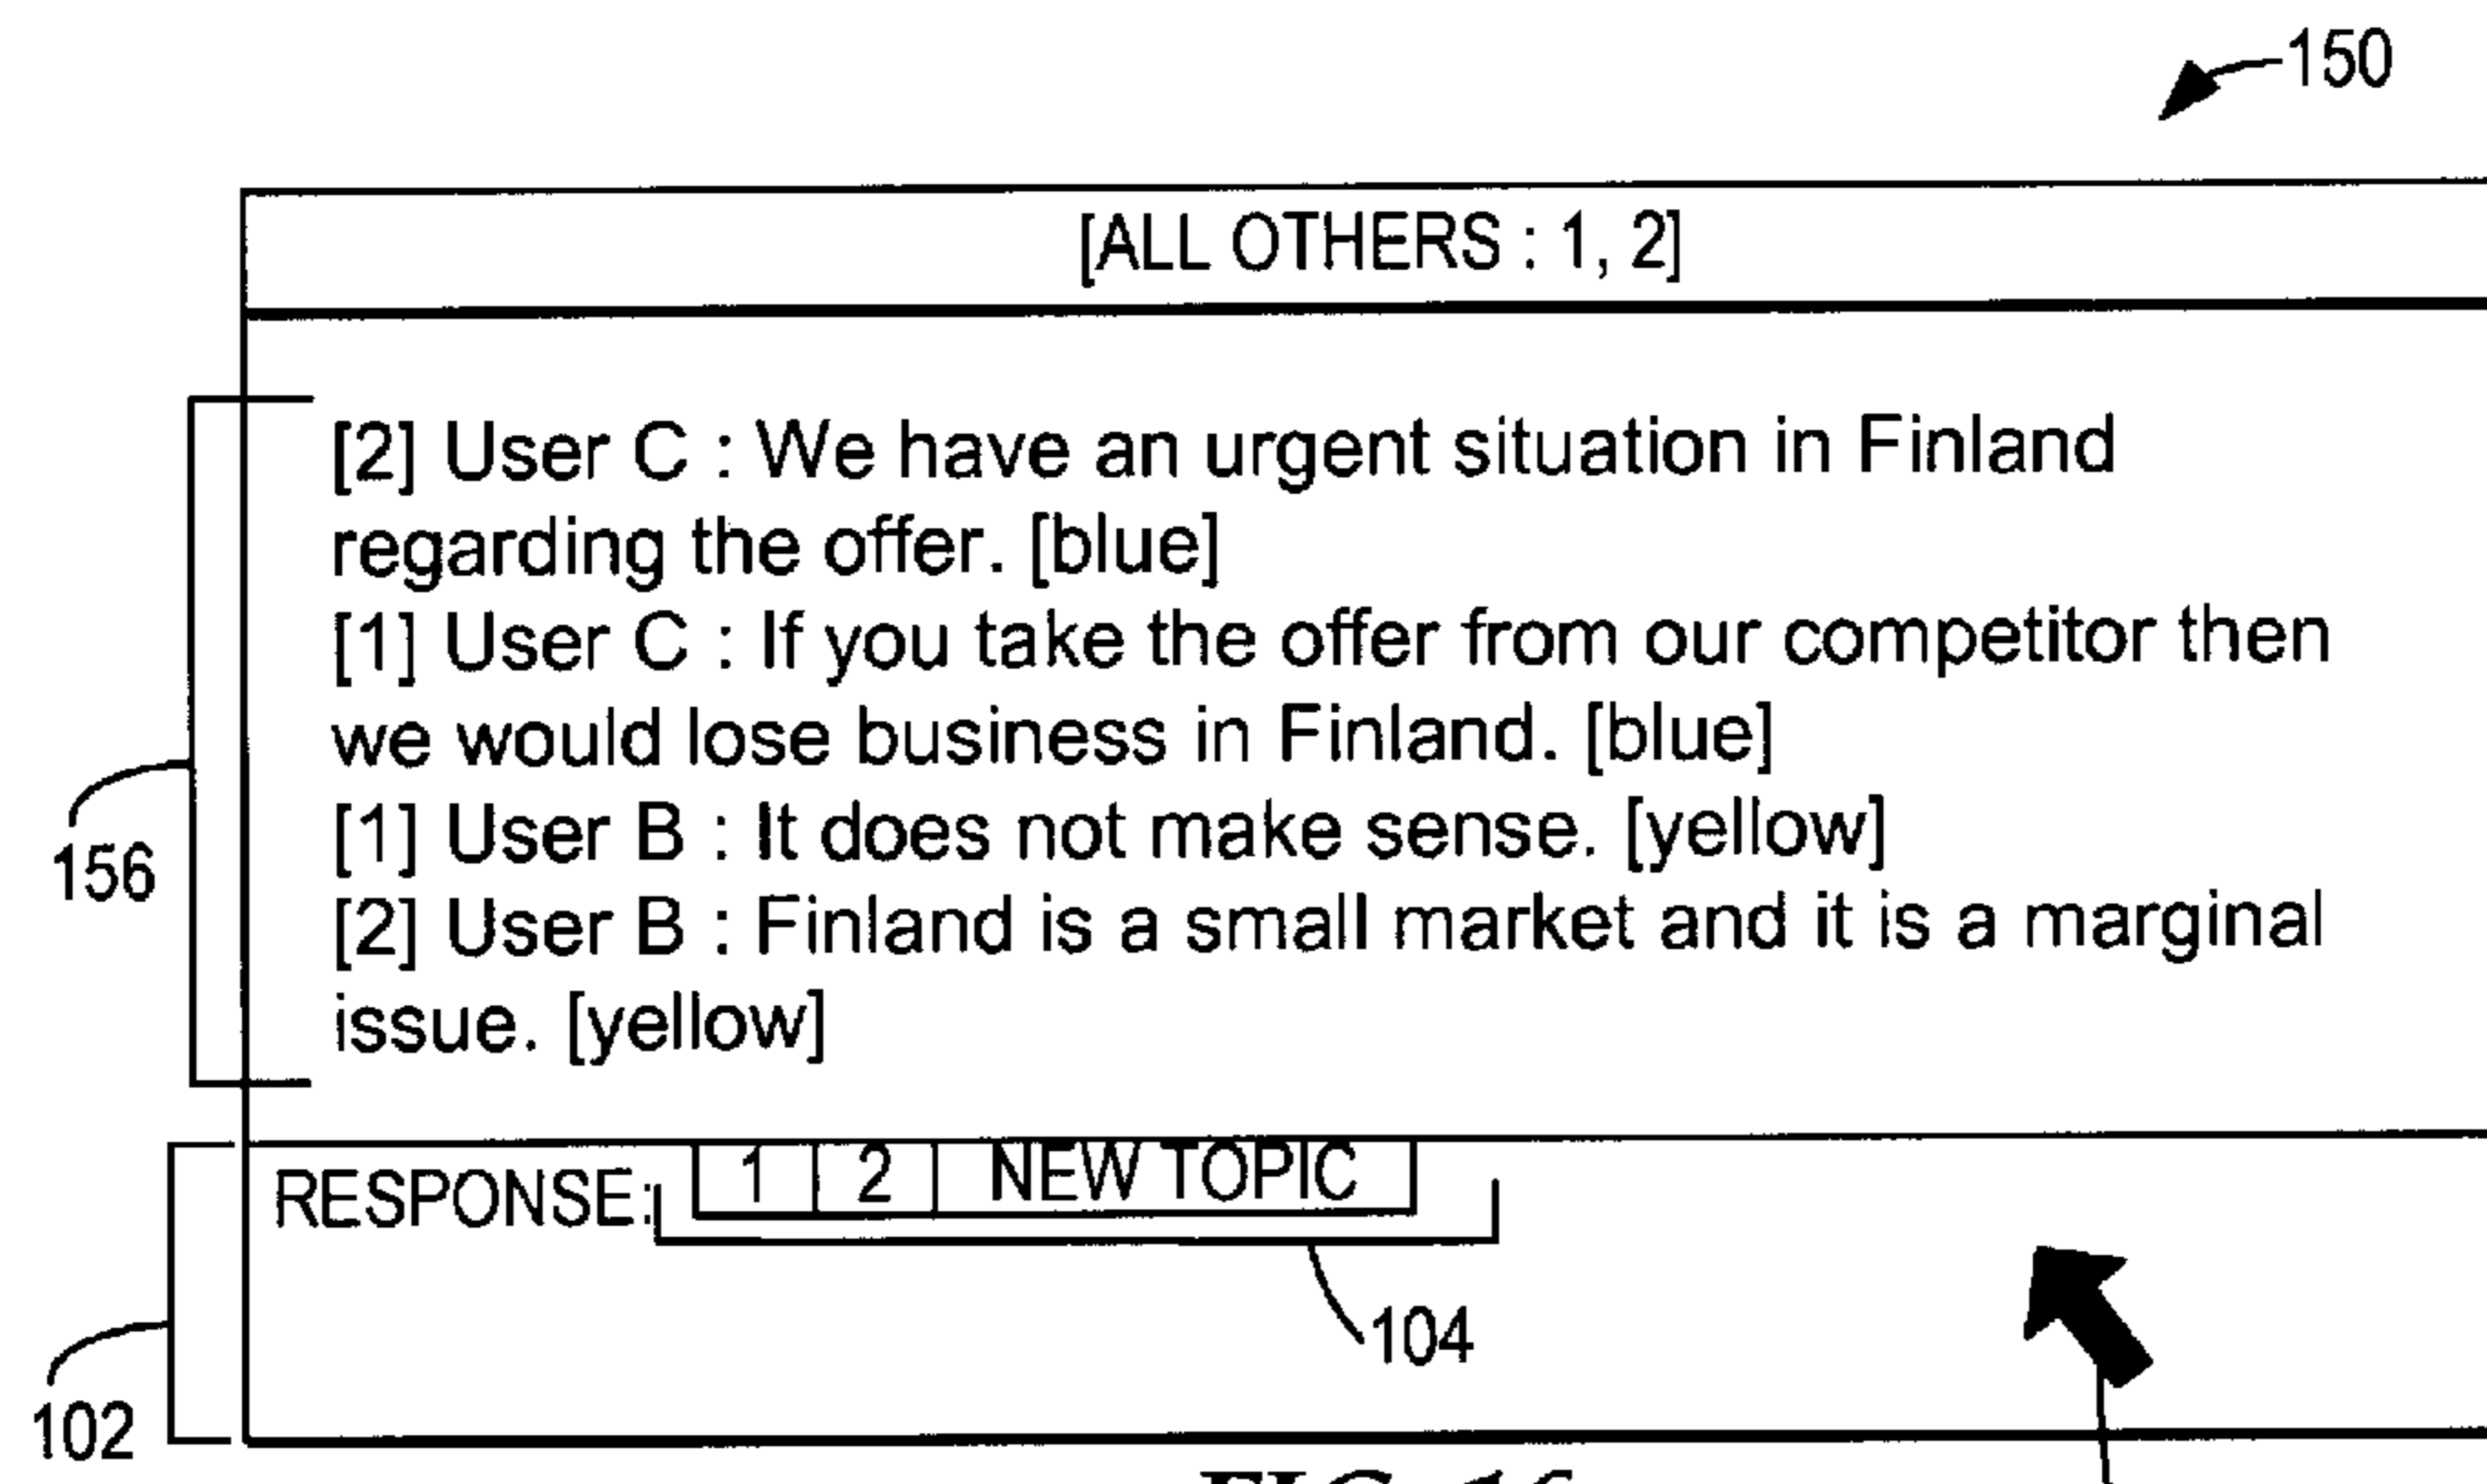 150
[ALL OTHERS : 1, 2]
[2] User C : We have an urgent situation in Finland
regarding the offer. [blue]
[1] User C : If you take the offer from our competitor then
we would lose business in Finland. [blue]
[1] User B : It does not make sense. [yellow]
[2] User B : Finland is a small market and it is a marginal
issue. [yellow]
156
RESPONSE: 1 2 NEW TOPIC
104
102